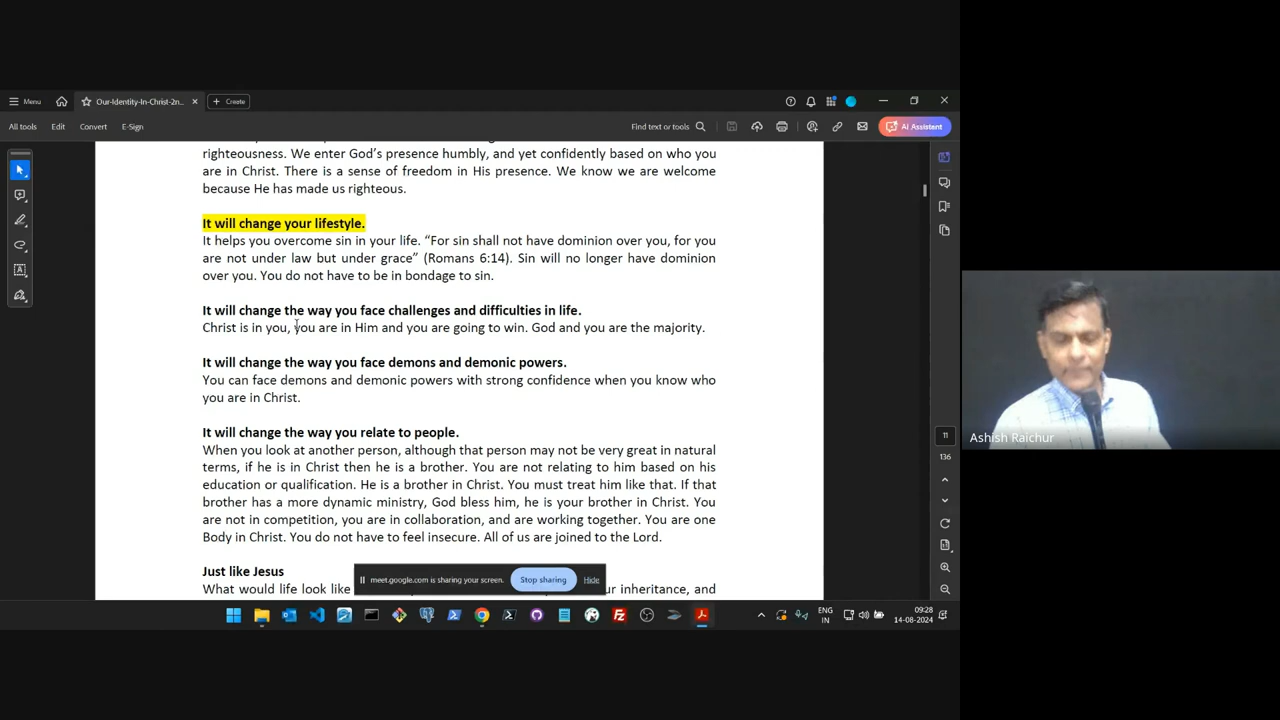 Menu
Our-Identity-In-Christ-2n...
Create
All tools
Edit
Convert
E-Sign
Find text or tools
AI Assistant
righteousness. We enter God's presence humbly, and yet confidently based on who you
are in Christ. There is a sense of freedom in His presence. We know we are welcome
because He has made us righteous.
It will change your lifestyle.
It helps you overcome sin in your life. “For sin shall not have dominion over you, for you
are not under law but under grace” (Romans 6:14). Sin will no longer have dominion
over you. You do not have to be in bondage to sin.
It will change the way you face challenges and difficulties in life.
Christ is in you, you are in Him and you are going to win. God and you are the majority.
It will change the way you face demons and demonic powers.
You can face demons and demonic powers with strong confidence when you know who
you are in Christ.
It will change the way you relate to people.
When you look at another person, although that person may not be very great in natural
terms, if he is in Christ then he is a brother. You are not relating to him based on his
education or qualification. He is a brother in Christ. You must treat him like that. If that
brother has a more dynamic ministry, God bless him, he is your brother in Christ. You
are not in competition, you are in collaboration, and are working together. You are one
Body in Christ. You do not have to feel insecure. All of us are joined to the Lord.
Just like Jesus
What would life look like
ur inheritance, and
meet.google.com is sharing your screen.
Stop sharing
Hide
11
136
ENG
IN
09:28
14-08-2024
Ashish Raichur